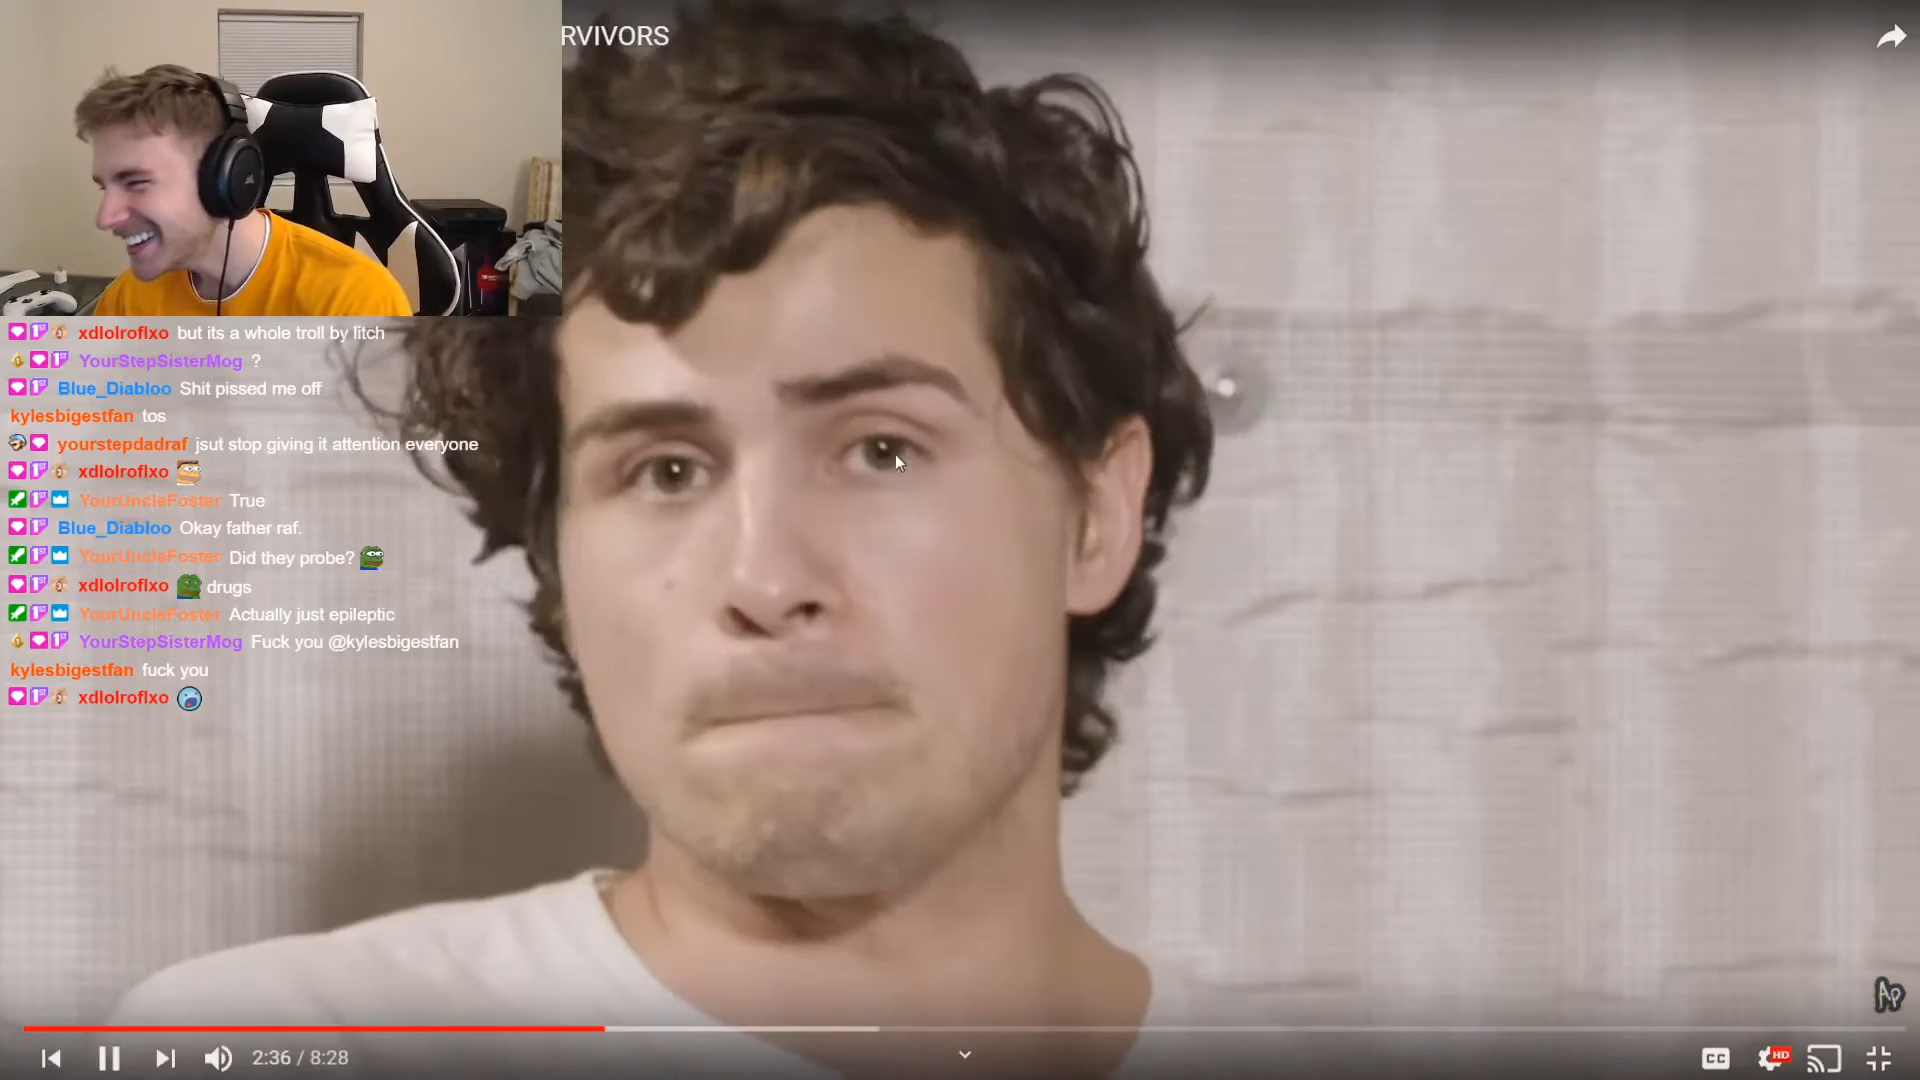 RVIVORS
xdlolroflxo but its a whole troll by litch
YourStepSisterMog ?
Blue_Diabloo Shit pissed me off
kylesbigestfan tos
yourstepdadraf jsut stop giving it attention everyone
xdlolroflxo
YourUncleFoster True
Blue_Diabloo Okay father raf.
YourUncleFoster Did they probe?
xdlolroflxo drugs
YourUncleFoster Actually just epileptic
YourStepSisterMog Fuck you @kylesbigestfan
kylesbigestfan fuck you
xdlolroflxo
AP
2:36 / 8:28
CC
HD